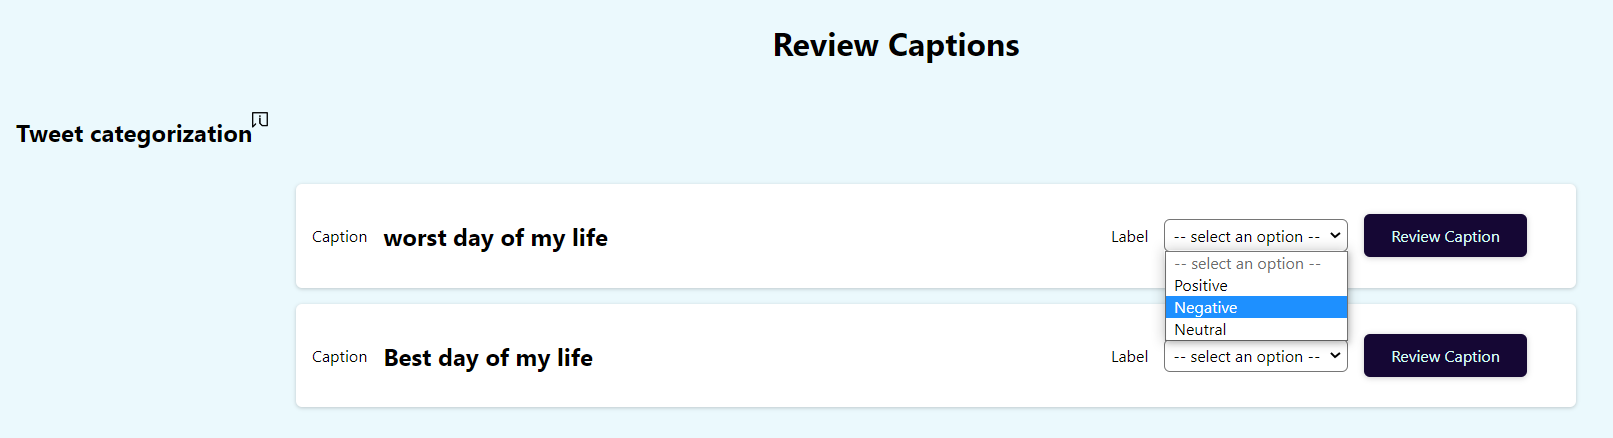 Review Captions
Tweet categorization
Caption worst day of my life Label -- select an option -- Review Caption
-- select an option --
Positive
Negative
Neutral
Caption Best day of my life Label -- select an option -- Review Caption